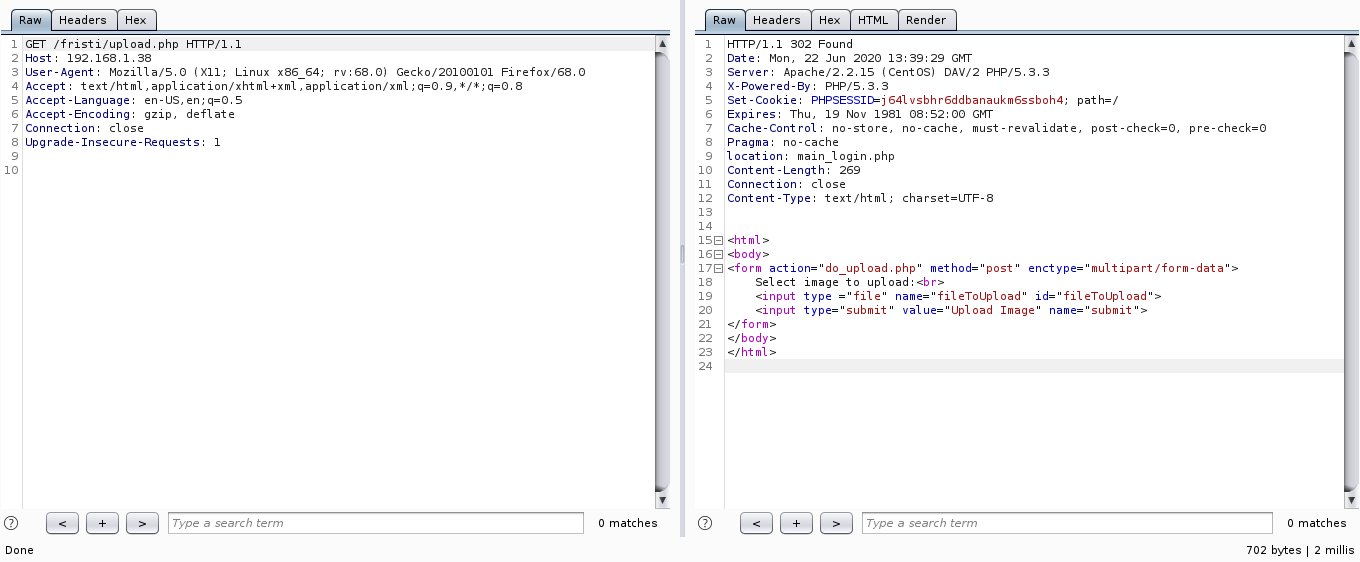 Raw Headers Hex
1 GET /fristi/upload.php HTTP/1.1
2 Host: 192.168.1.38
3 User-Agent: Mozilla/5.0 (X11; Linux x86_64; rv:68.0) Gecko/20100101 Firefox/68.0
4 Accept: text/html,application/xhtml+xml,application/xml;q=0.9,*/*;q=0.8
5 Accept-Language: en-US,en;q=0.5
6 Accept-Encoding: gzip, deflate
7 Connection: close
8 Upgrade-Insecure-Requests: 1
9
10
? < + > Type a search term 0 matches
Done
Raw Headers Hex HTML Render
1 HTTP/1.1 302 Found
2 Date: Mon, 22 Jun 2020 13:39:29 GMT
3 Server: Apache/2.2.15 (CentOS) DAV/2 PHP/5.3.3
4 X-Powered-By: PHP/5.3.3
5 Set-Cookie: PHPSESSID=j64lvsbhr6ddbanaukm6ssboh4; path=/
6 Expires: Thu, 19 Nov 1981 08:52:00 GMT
7 Cache-Control: no-store, no-cache, must-revalidate, post-check=0, pre-check=0
8 Pragma: no-cache
9 location: main_login.php
10 Content-Length: 269
11 Connection: close
12 Content-Type: text/html; charset=UTF-8
13
14
15 <html>
16 <body>
17 <form action="do_upload.php" method="post" enctype="multipart/form-data">
18 Select image to upload:<br>
19 <input type ="file" name="fileToUpload" id="fileToUpload">
20 <input type="submit" value="Upload Image" name="submit">
21 </form>
22 </body>
23 </html>
24
? < + > Type a search term 0 matches
702 bytes | 2 millis